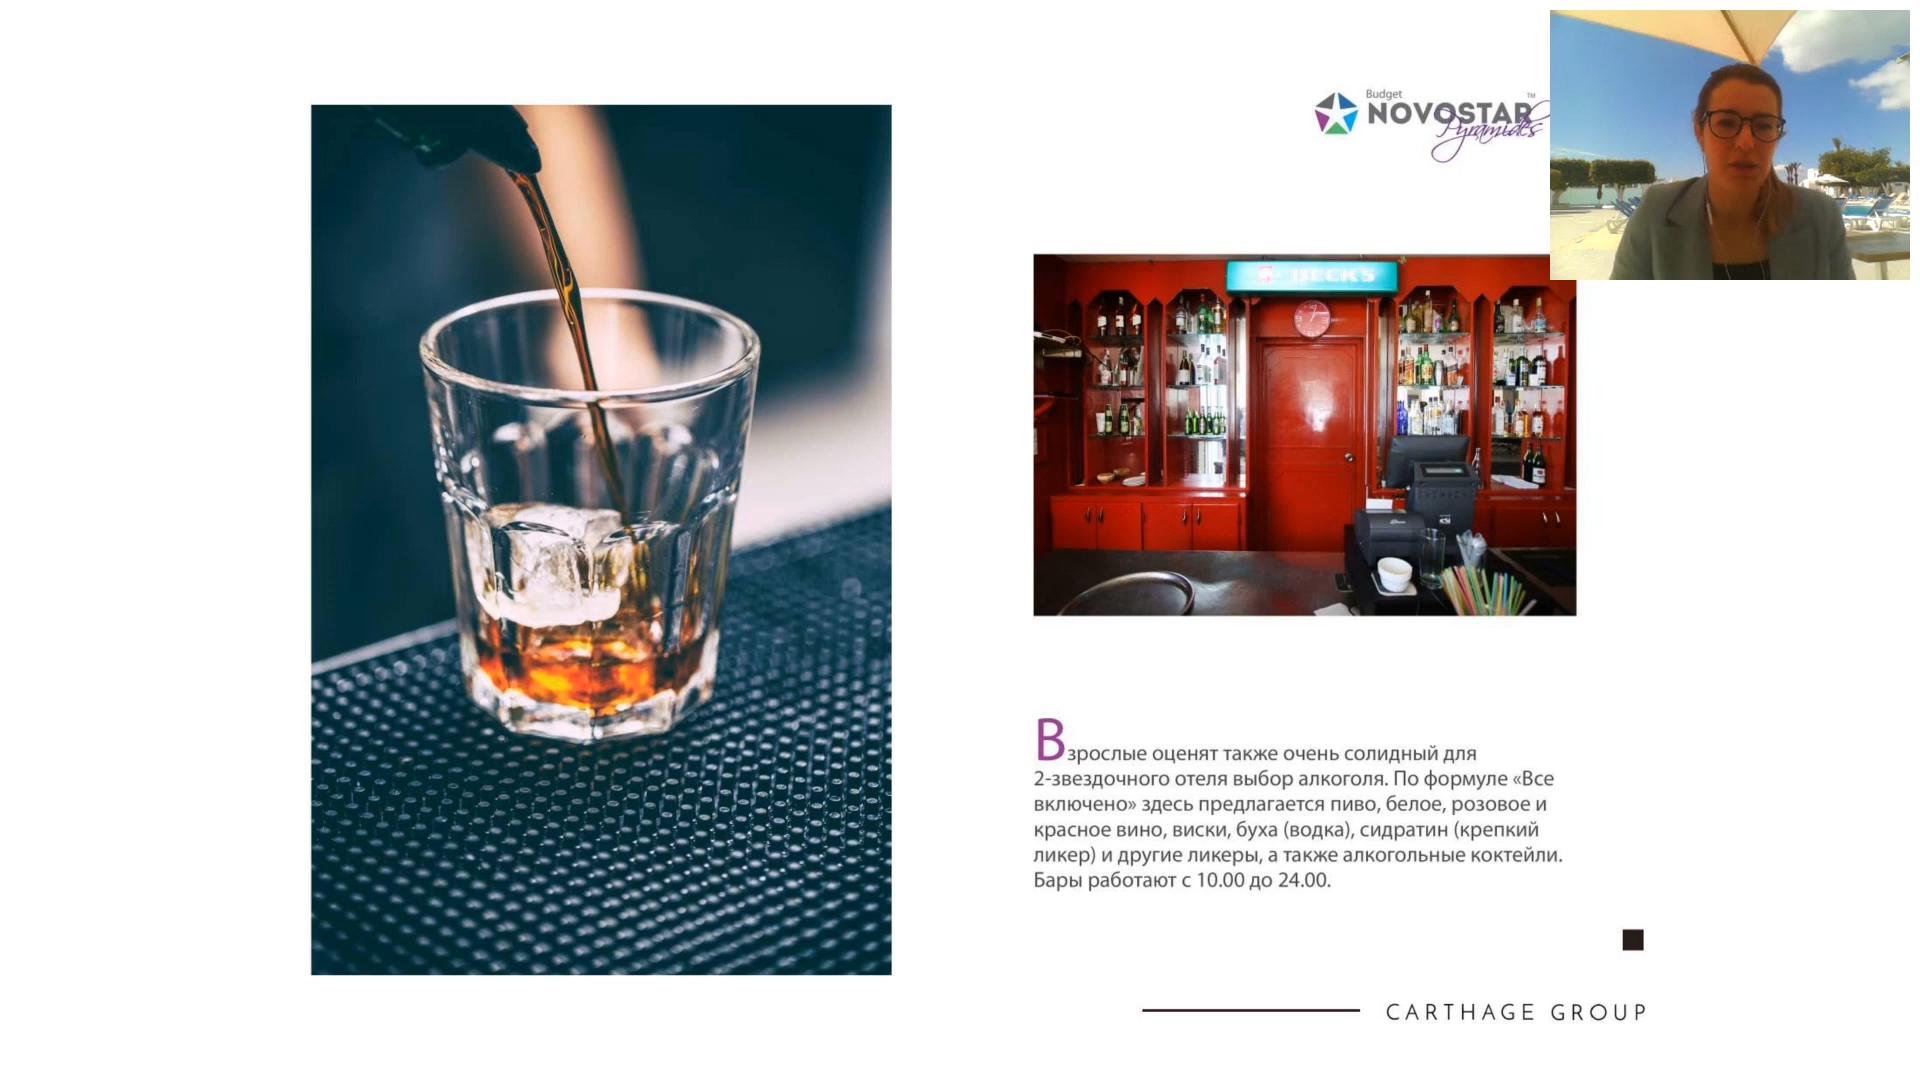 Budget
NOVOSTAR™
Pyramides
BECK'S
Взрослые оценят также очень солидный для
2-звездочного отеля выбор алкоголя. По формуле «Все
включено» здесь предлагается пиво, белое, розовое и
красное вино, виски, буха (водка), сидратин (крепкий
ликер) и другие ликеры, а также алкогольные коктейли.
Бары работают с 10.00 до 24.00.
CARTHAGE GROUP